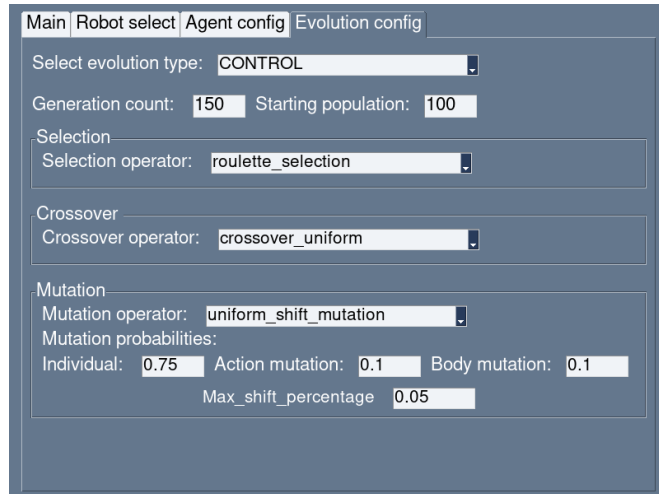 Main Robot select Agent config Evolution config
Select evolution type: CONTROL
Generation count: 150 Starting population: 100
Selection
Selection operator: roulette_selection
Crossover
Crossover operator: crossover_uniform
Mutation
Mutation operator: uniform_shift_mutation
Mutation probabilities:
Individual: 0.75 Action mutation: 0.1 Body mutation: 0.1
Max_shift_percentage 0.05